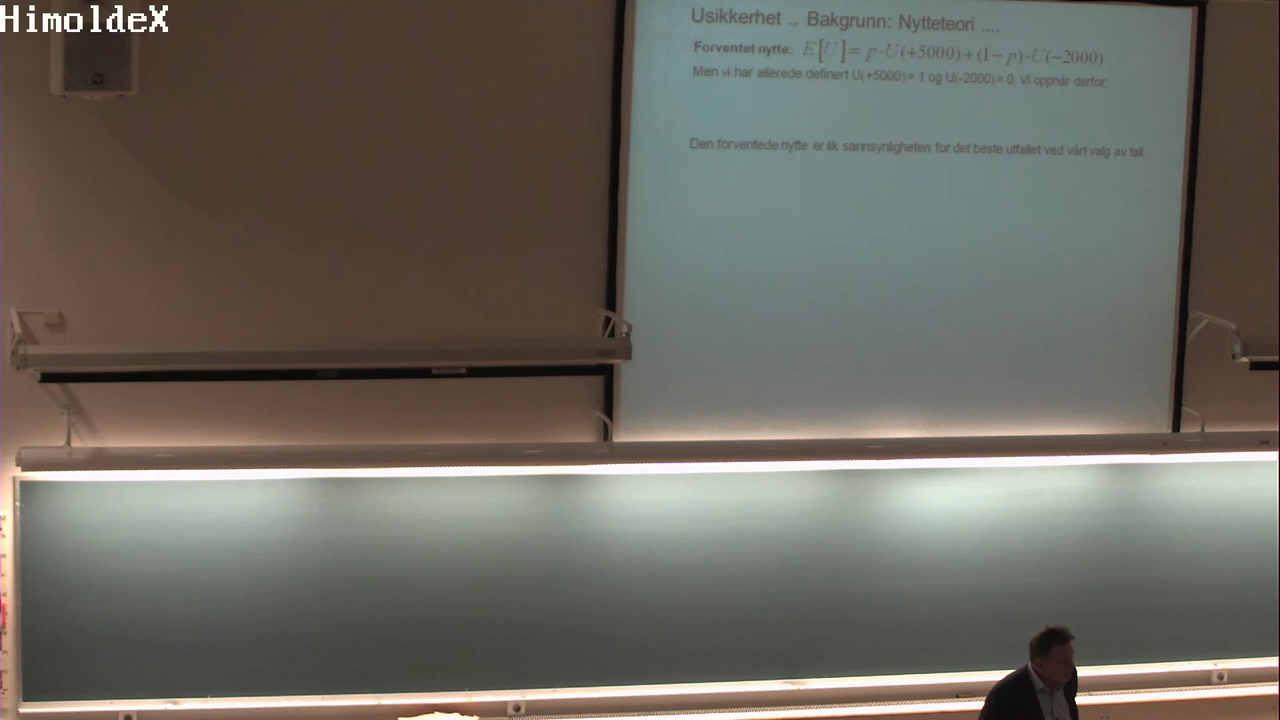 HimoldeX
Usikkerhet .. Bakgrunn: Nytteteori ....
Forventet nytte: E[U] = p·U(+5000)+(1−p)·U(−2000)
Men vi har allerede definert U(+5000) = 1 og U(-2000) = 0. Vi oppnår derfor:
Den forventede nytte er lik sannsynligheten for det beste utfallet ved vårt valg av tall